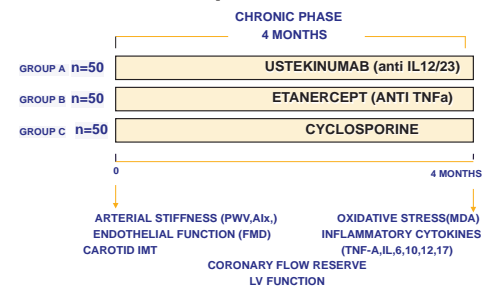 CHRONIC PHASE
4 MONTHS
GROUP A n=50 USTEKINUMAB (anti IL12/23)
GROUP B n=50 ETANERCEPT (ANTI TNFa)
GROUP C n=50 CYCLOSPORINE
0 4 MONTHS
ARTERIAL STIFFNESS (PWV,AIx,) OXIDATIVE STRESS(MDA)
ENDOTHELIAL FUNCTION (FMD) INFLAMMATORY CYTOKINES
CAROTID IMT (TNF-A,IL,6,10,12,17)
CORONARY FLOW RESERVE
LV FUNCTION